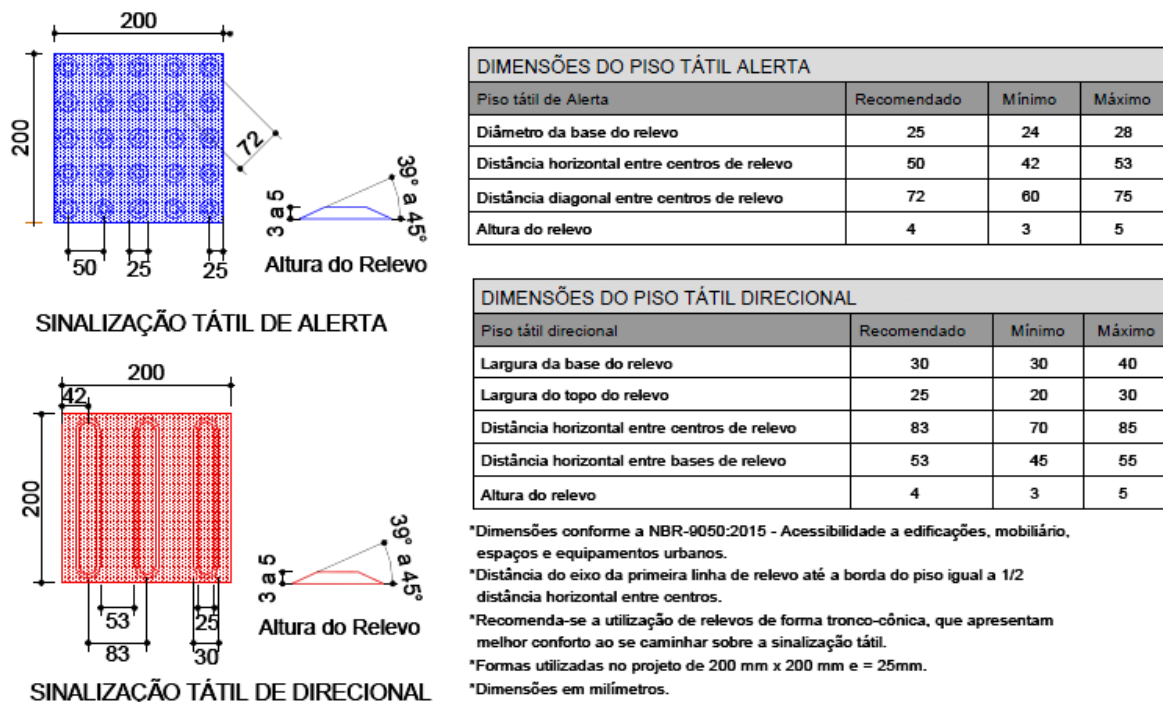 200
200
72
50
25
25
3 a 5
39° a 45°
Altura do Relevo
SINALIZAÇÃO TÁTIL DE ALERTA
DIMENSÕES DO PISO TÁTIL ALERTA
Piso tátil de Alerta Recomendado Mínimo Máximo
Diâmetro da base do relevo 25 24 28
Distância horizontal entre centros de relevo 50 42 53
Distância diagonal entre centros de relevo 72 60 75
Altura do relevo 4 3 5
200
42
200
53
25
83
30
3 a 5
39° a 45°
Altura do Relevo
SINALIZAÇÃO TÁTIL DE DIRECIONAL
DIMENSÕES DO PISO TÁTIL DIRECIONAL
Piso tátil direcional Recomendado Mínimo Máximo
Largura da base do relevo 30 30 40
Largura do topo do relevo 25 20 30
Distância horizontal entre centros de relevo 83 70 85
Distância horizontal entre bases de relevo 53 45 55
Altura do relevo 4 3 5
*Dimensões conforme a NBR-9050:2015 - Acessibilidade a edificações, mobiliário,
espaços e equipamentos urbanos.
*Distância do eixo da primeira linha de relevo até a borda do piso igual a 1/2
distância horizontal entre centros.
*Recomenda-se a utilização de relevos de forma tronco-cônica, que apresentam
melhor conforto ao se caminhar sobre a sinalização tátil.
*Formas utilizadas no projeto de 200 mm x 200 mm e = 25mm.
*Dimensões em milímetros.